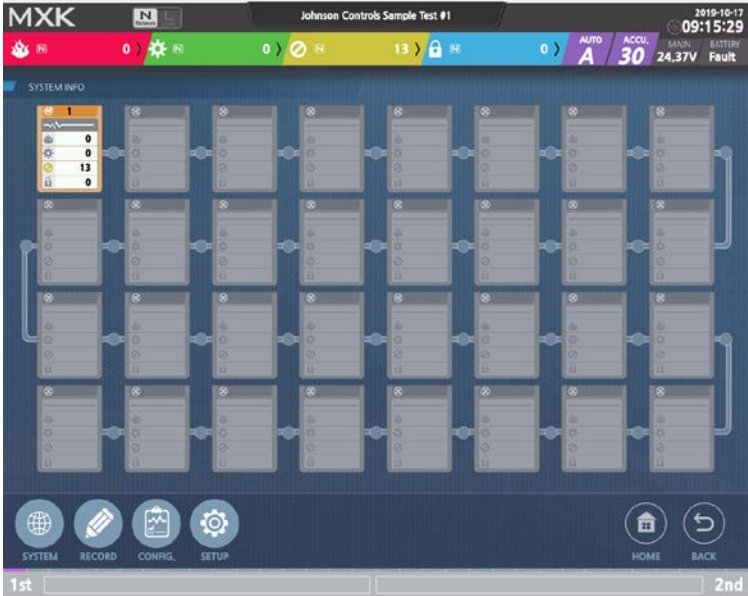 MXK
N
Network
L
Johnson Controls Sample Test #1
2019-10-17
09:15:29
N 0
N 0
N 13
N 0
AUTO
A
ACCU.
30
MAIN
24.37V
BATTERY
Fault
SYSTEM INFO
1
0
0
13
0
SYSTEM
RECORD
CONFIG.
SETUP
HOME
BACK
1st
2nd